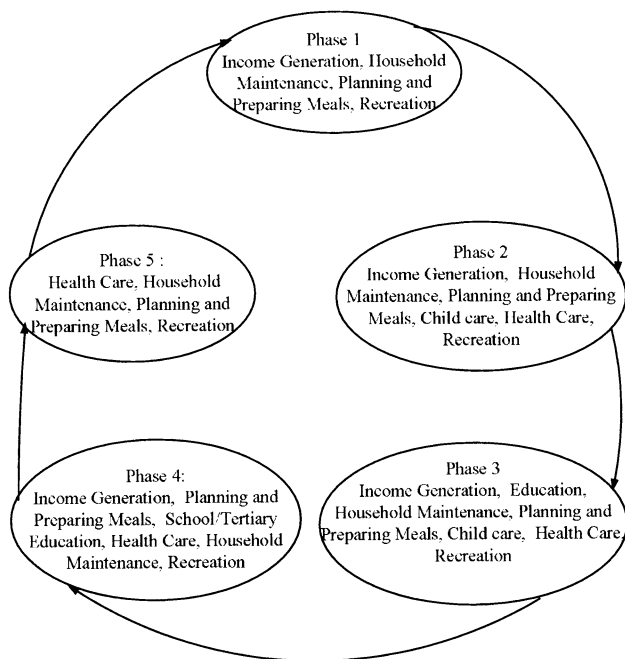 Phase 1
Income Generation, Household
Maintenance, Planning and
Preparing Meals, Recreation
Phase 2
Income Generation, Household
Maintenance, Planning and Preparing
Meals, Child care, Health Care,
Recreation
Phase 3
Income Generation, Education,
Household Maintenance, Planning and
Preparing Meals, Child care, Health Care,
Recreation
Phase 4:
Income Generation, Planning and
Preparing Meals, School/Tertiary
Education, Health Care, Household
Maintenance, Recreation
Phase 5 :
Health Care, Household
Maintenance, Planning and
Preparing Meals, Recreation